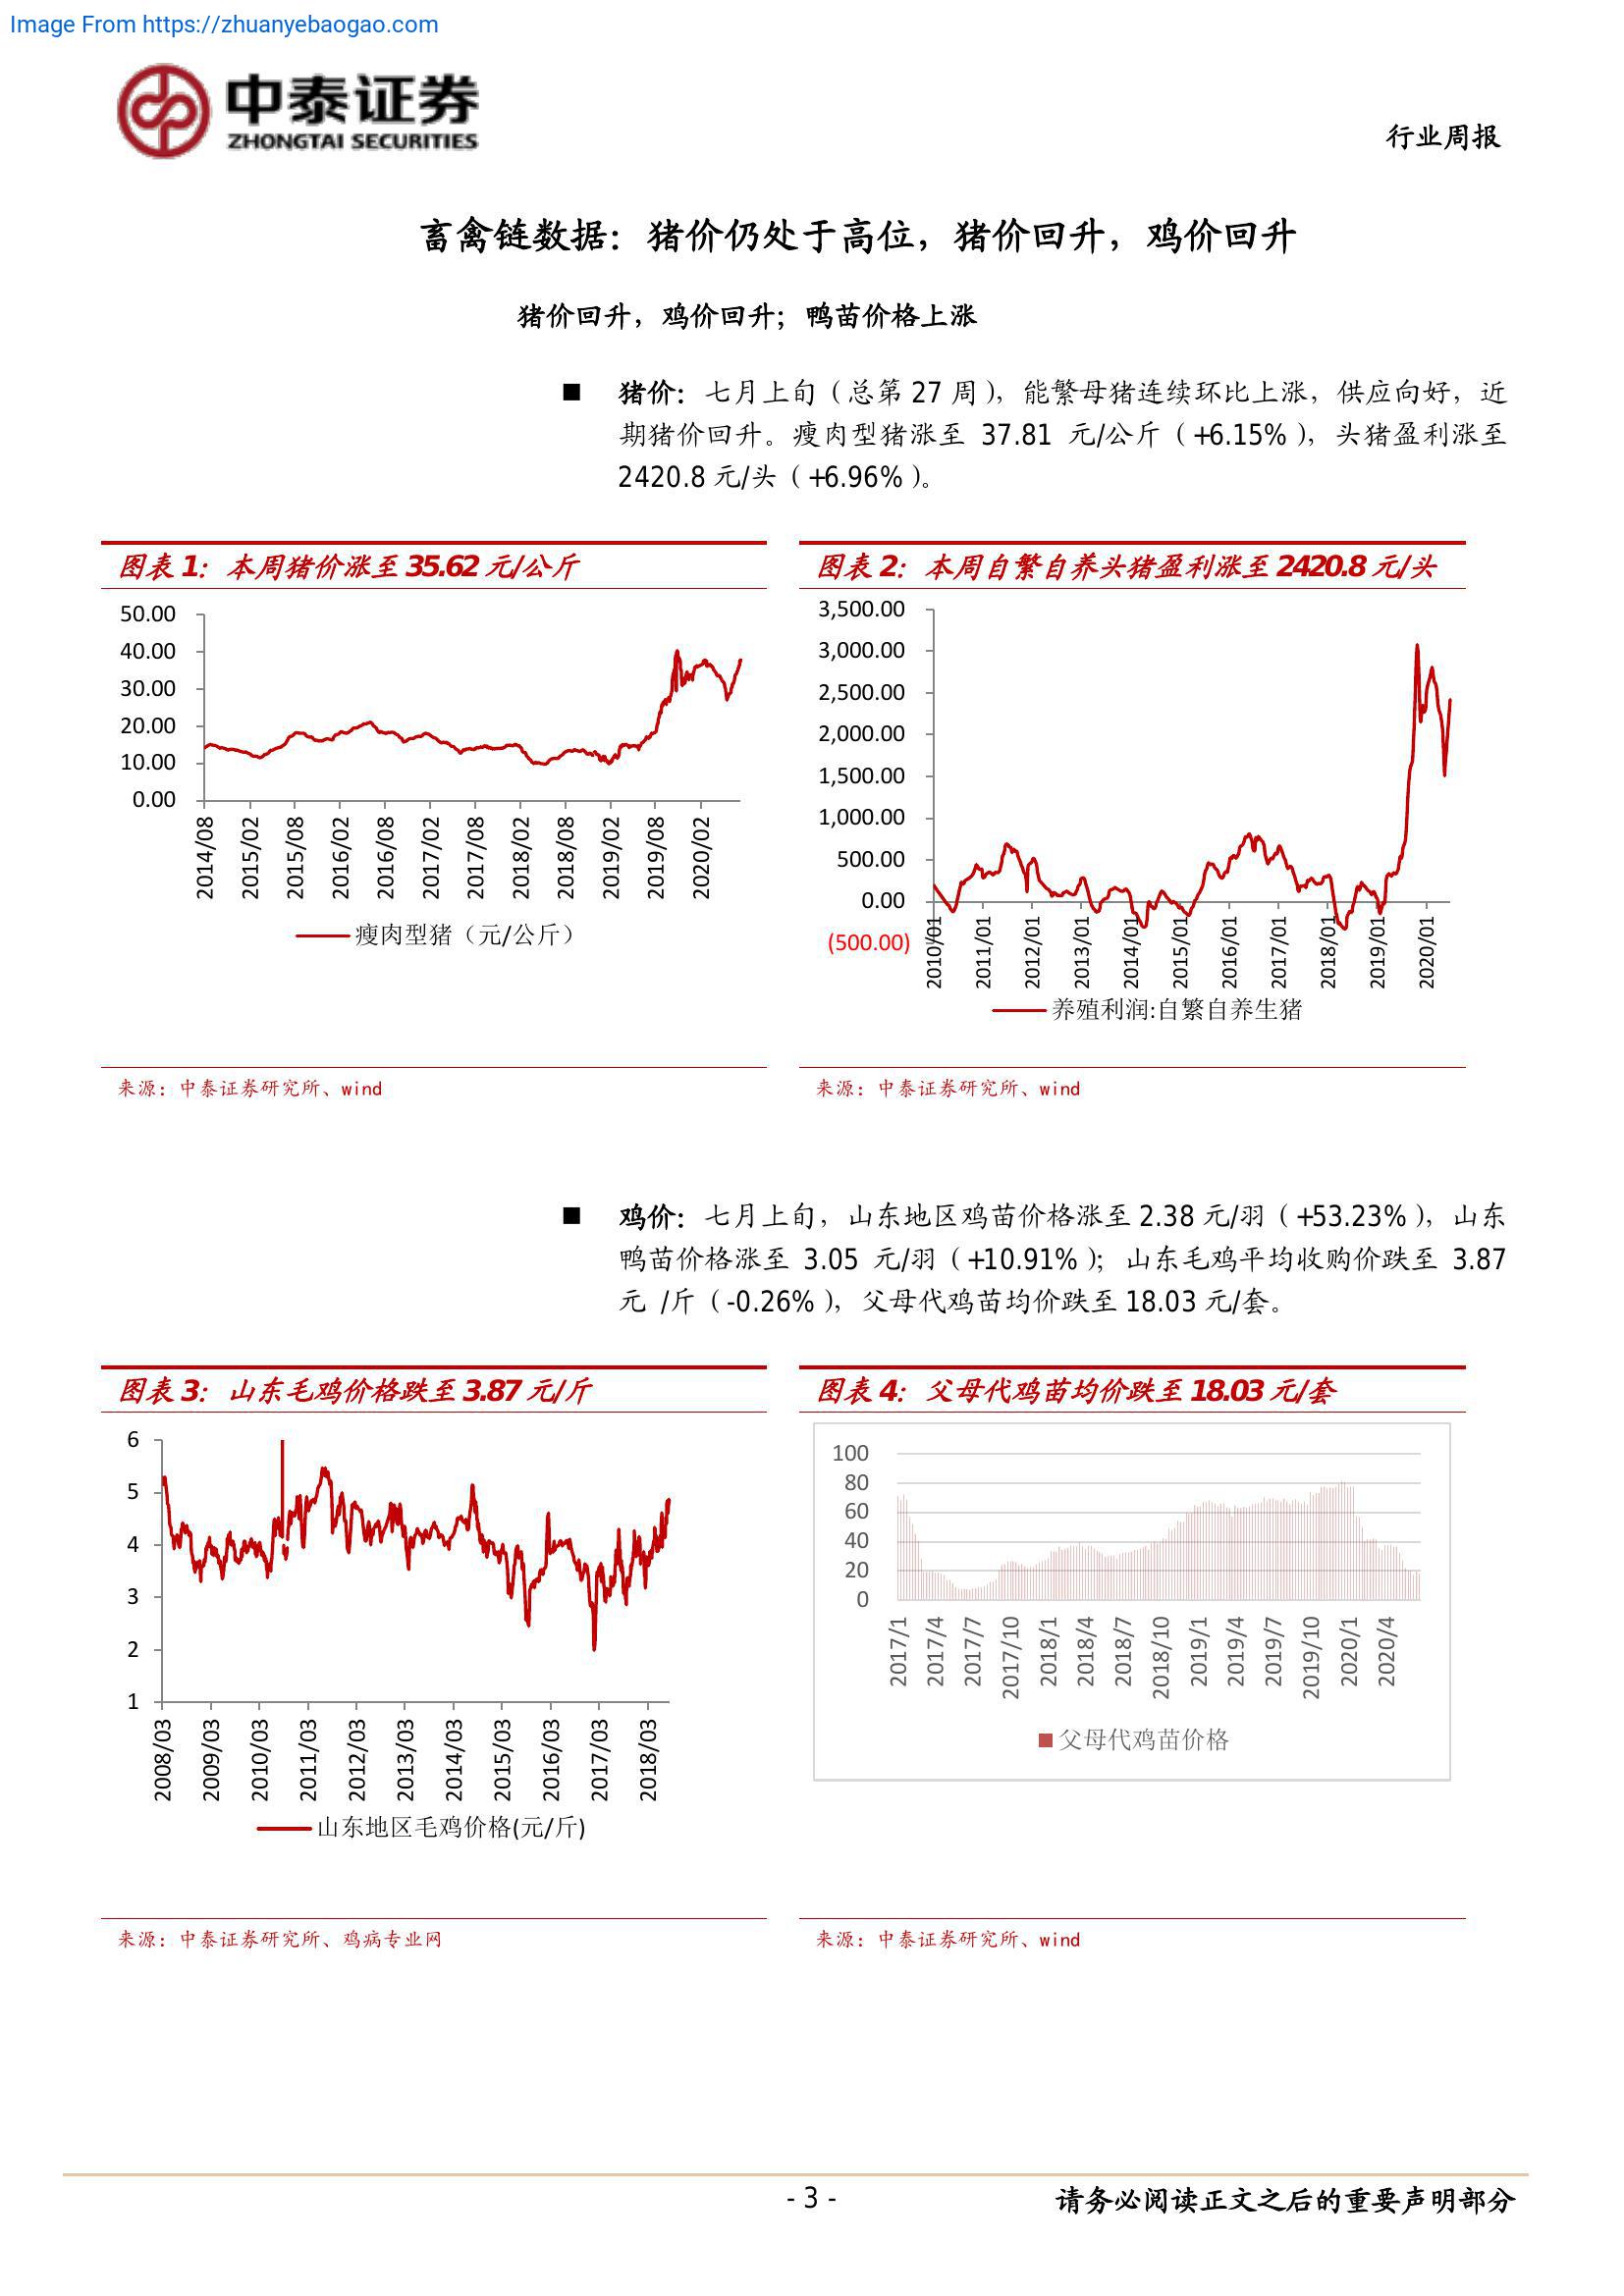 Image From https://zhuanyebaogao.com
中泰证券
ZHONGTAI SECURITIES
行业周报
畜禽链数据：猪价仍处于高位，猪价回升，鸡价回升
猪价回升，鸡价回升；鸭苗价格上涨
■ 猪价：七月上旬（总第 27 周），能繁母猪连续环比上涨，供应向好，近
期猪价回升。瘦肉型猪涨至 37.81 元/公斤（+6.15%），头猪盈利涨至
2420.8 元/头（+6.96%）。
图表 1：本周猪价涨至 35.62 元/公斤
50.00
40.00
30.00
20.00
10.00
0.00
2014/08
2015/02
2015/08
2016/02
2016/08
2017/02
2017/08
2018/02
2018/08
2019/02
2019/08
2020/02
瘦肉型猪（元/公斤）
来源：中泰证券研究所、wind
图表 2：本周自繁自养头猪盈利涨至 2420.8 元/头
3,500.00
3,000.00
2,500.00
2,000.00
1,500.00
1,000.00
500.00
0.00
(500.00)
2010/01
2011/01
2012/01
2013/01
2014/01
2015/01
2016/01
2017/01
2018/01
2019/01
2020/01
养殖利润:自繁自养生猪
来源：中泰证券研究所、wind
■ 鸡价：七月上旬，山东地区鸡苗价格涨至 2.38 元/羽（+53.23%），山东
鸭苗价格涨至 3.05 元/羽（+10.91%）；山东毛鸡平均收购价跌至 3.87
元 /斤（-0.26%），父母代鸡苗均价跌至 18.03 元/套。
图表 3：山东毛鸡价格跌至 3.87 元/斤
6
5
4
3
2
1
2008/03
2009/03
2010/03
2011/03
2012/03
2013/03
2014/03
2015/03
2016/03
2017/03
2018/03
山东地区毛鸡价格(元/斤)
来源：中泰证券研究所、鸡病专业网
图表 4：父母代鸡苗均价跌至 18.03 元/套
100
80
60
40
20
0
2017/1
2017/4
2017/7
2017/10
2018/1
2018/4
2018/7
2018/10
2019/1
2019/4
2019/7
2019/10
2020/1
2020/4
父母代鸡苗价格
来源：中泰证券研究所、wind
- 3 -
请务必阅读正文之后的重要声明部分